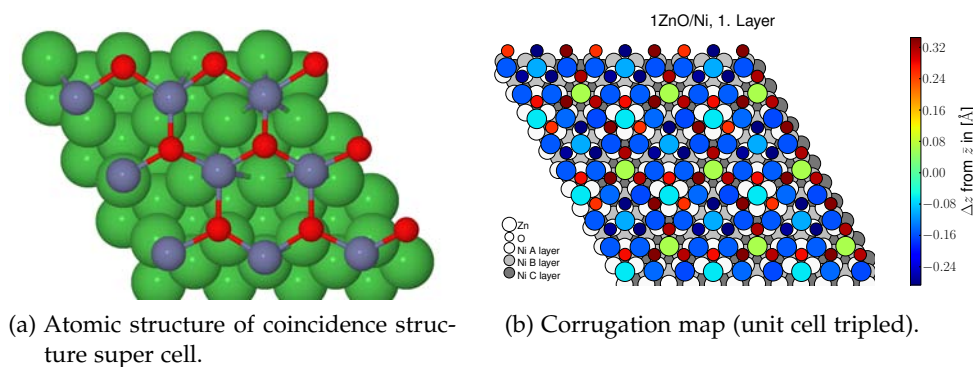 1ZnO/Ni, 1. Layer
Zn
O
Ni A layer
Ni B layer
Ni C layer
0.32
0.24
0.16
0.08
0.00
−0.08
−0.16
−0.24
Δz from z̄ in [Å]
(a) Atomic structure of coincidence struc-
ture super cell.
(b) Corrugation map (unit cell tripled).